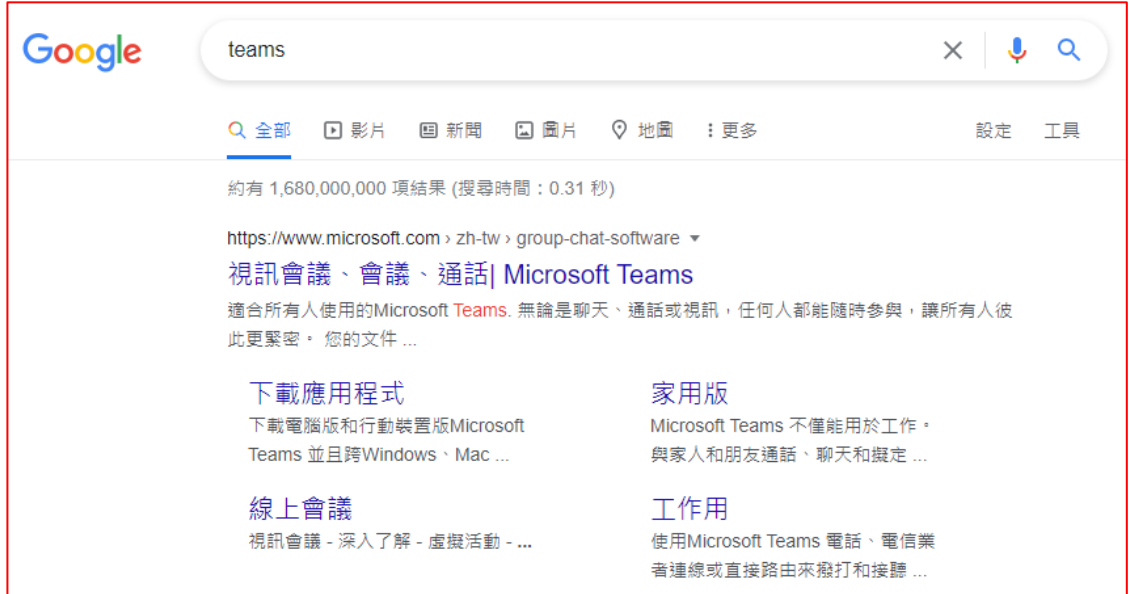 Google
teams
全部 影片 新聞 圖片 地圖 更多 設定 工具
約有 1,680,000,000 項結果 (搜尋時間：0.31 秒)
https://www.microsoft.com › zh-tw › group-chat-software
視訊會議、會議、通話| Microsoft Teams
適合所有人使用的Microsoft Teams. 無論是聊天、通話或視訊，任何人都能隨時參與，讓所有人彼
此更緊密。 您的文件 ...
下載應用程式
下載電腦版和行動裝置版Microsoft
Teams 並且跨Windows、Mac ...
家用版
Microsoft Teams 不僅能用於工作。
與家人和朋友通話、聊天和擬定 ...
線上會議
視訊會議 - 深入了解 - 虛擬活動 - ...
工作用
使用Microsoft Teams 電話、電信業
者連線或直接路由來撥打和接聽 ...